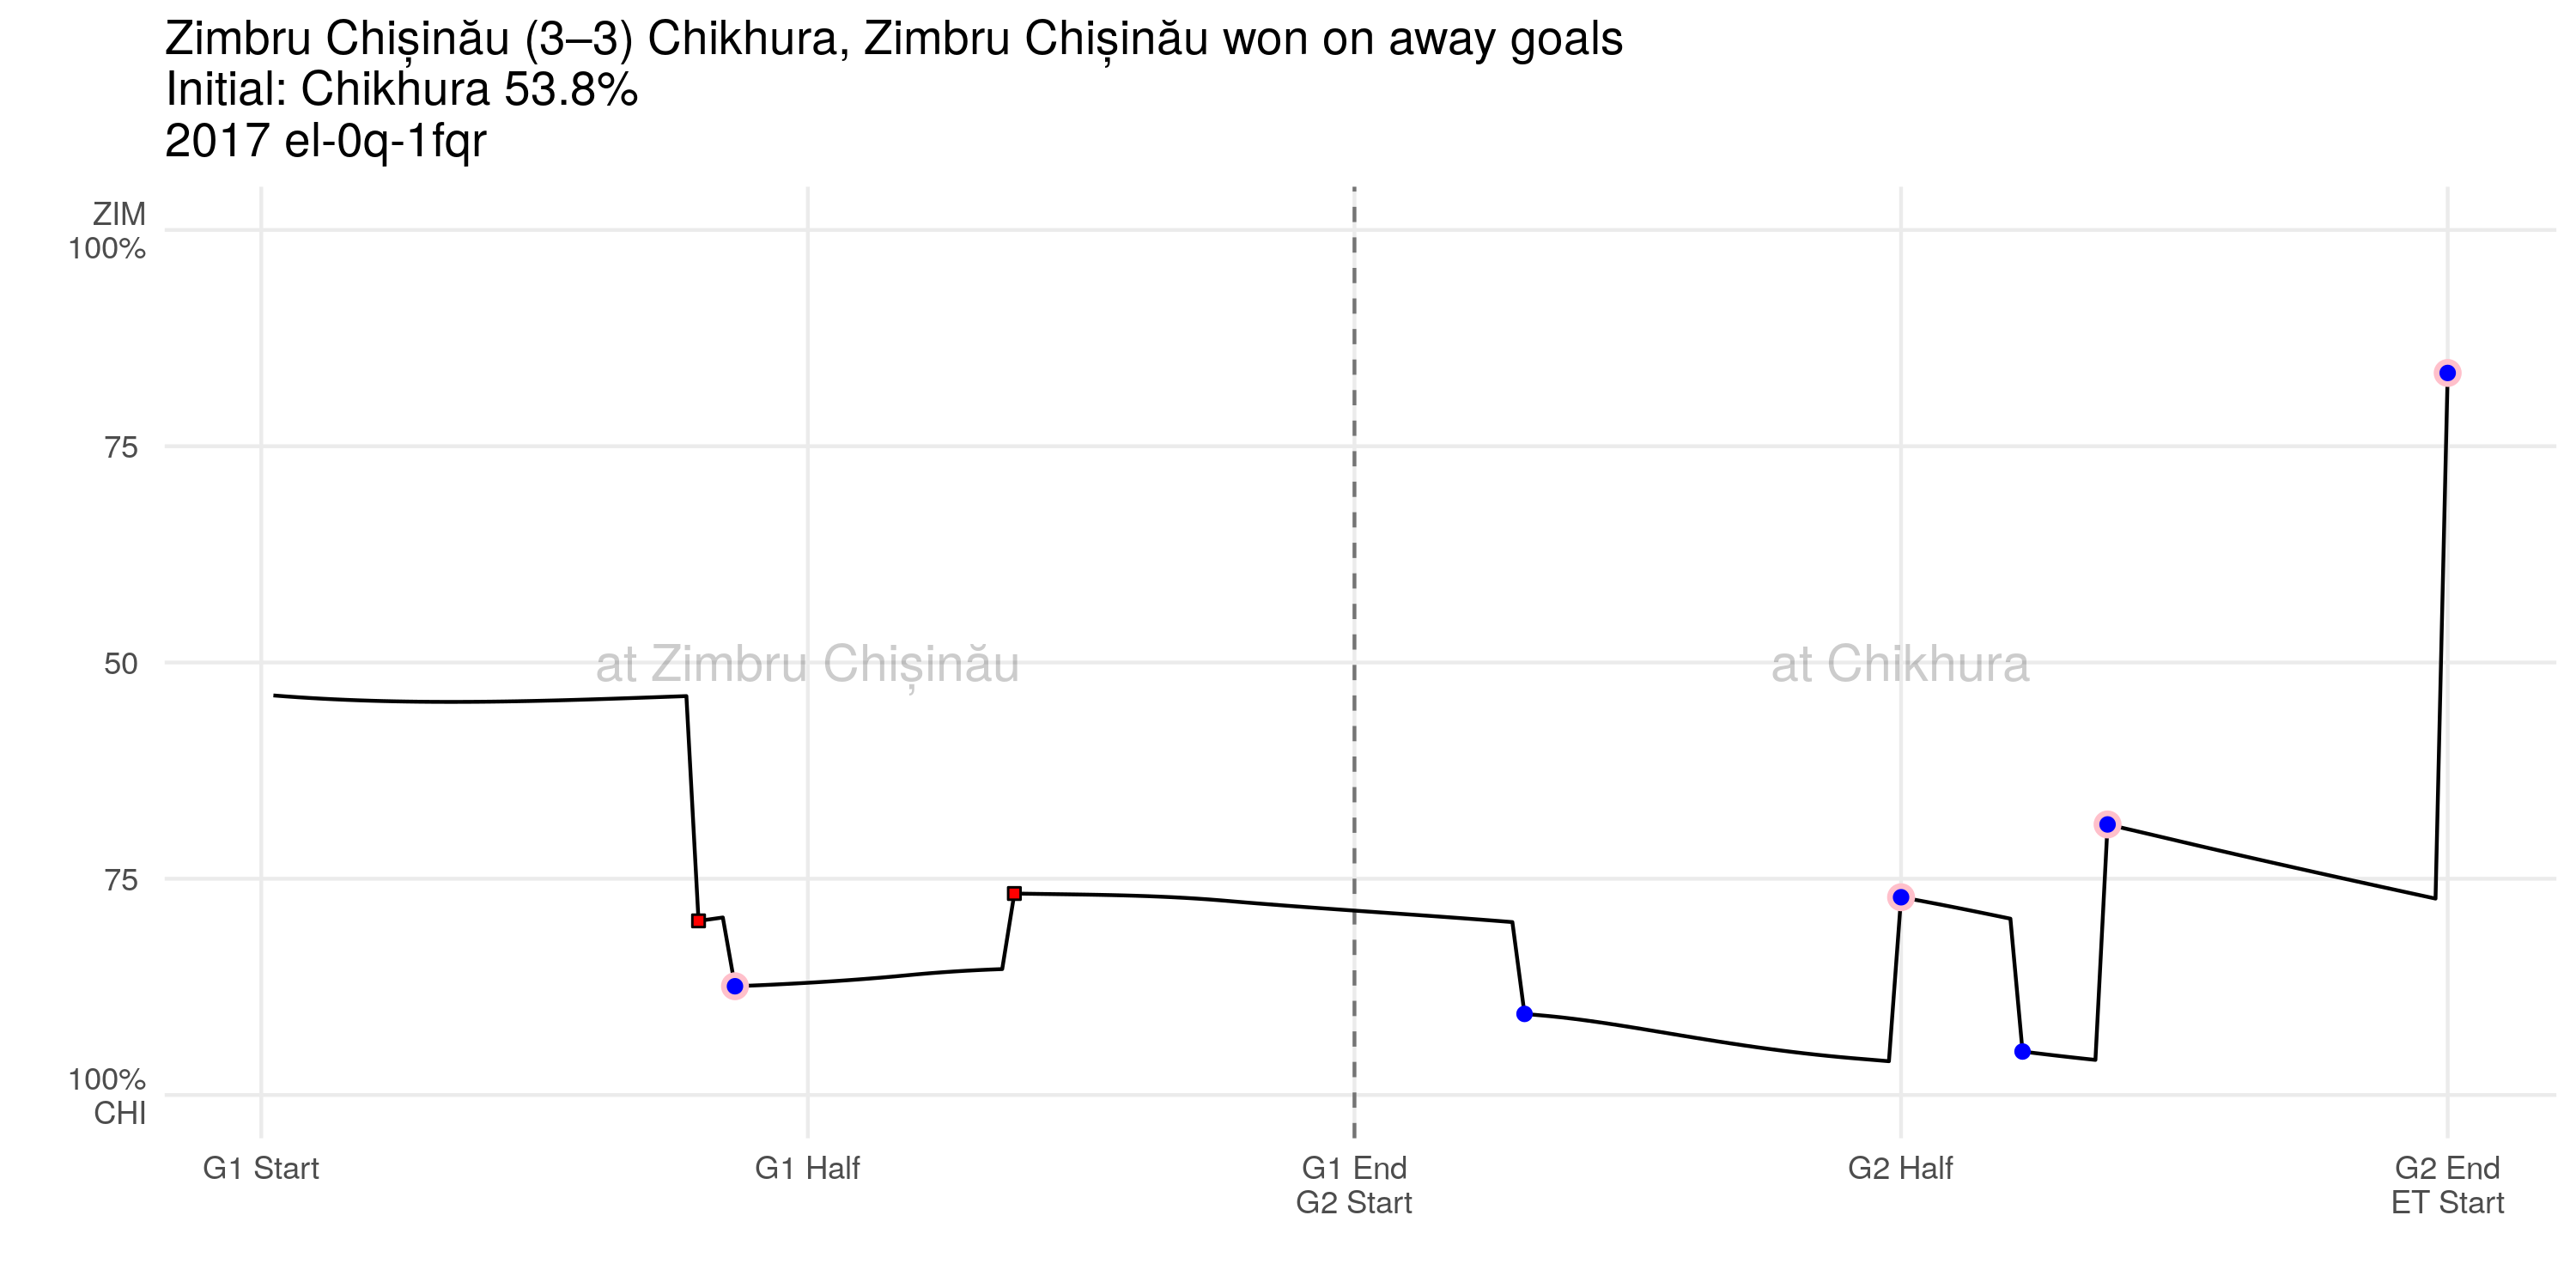 Zimbru Chișinău (3–3) Chikhura, Zimbru Chișinău won on away goals
Initial: Chikhura 53.8%
2017 el-0q-1fqr
ZIM
100%
75
50
75
100%
CHI
at Zimbru Chișinău
at Chikhura
G1 Start
G1 Half
G1 End
G2 Start
G2 Half
G2 End
ET Start